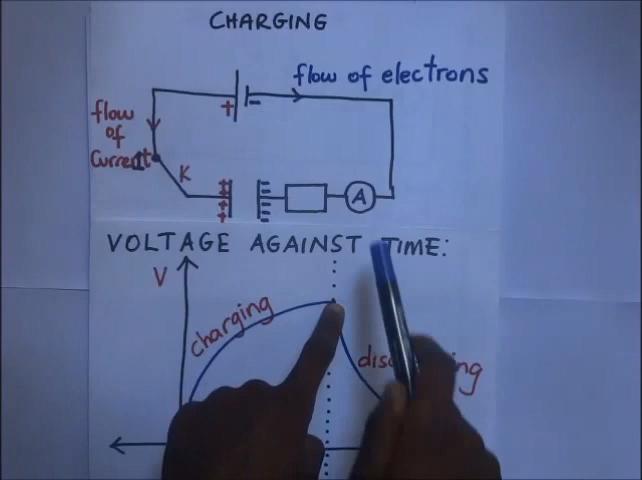 CHARGING
flow of electrons
+
-
flow
of
Current
K
+
+
+
+
A
VOLTAGE AGAINST TIME:
V
charging